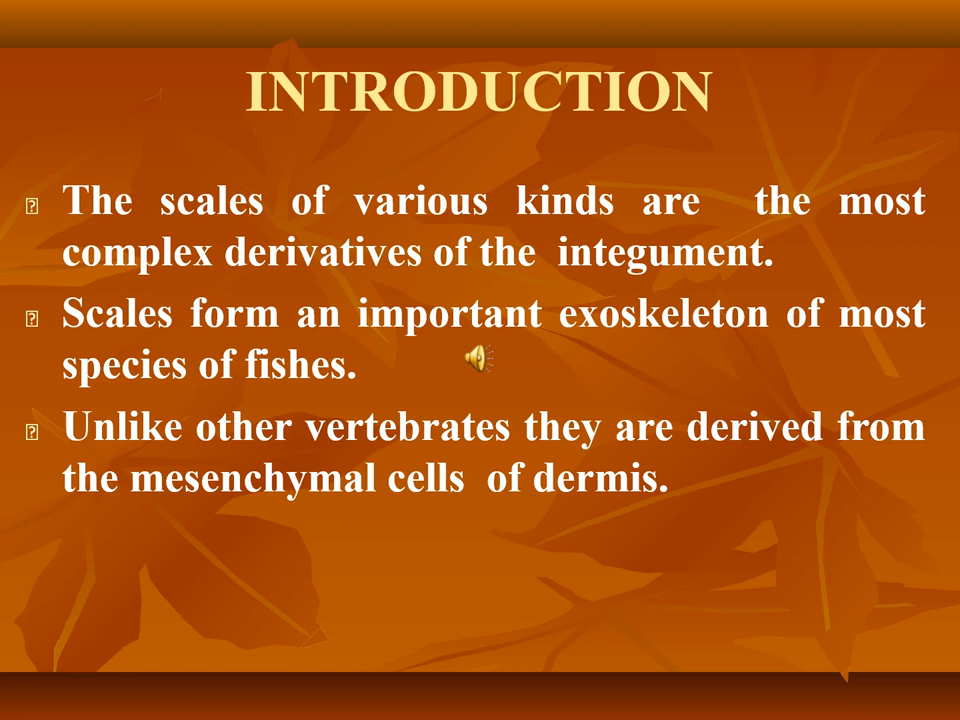 INTRODUCTION
The scales of various kinds are the most
complex derivatives of the integument.
Scales form an important exoskeleton of most
species of fishes.
Unlike other vertebrates they are derived from
the mesenchymal cells of dermis.